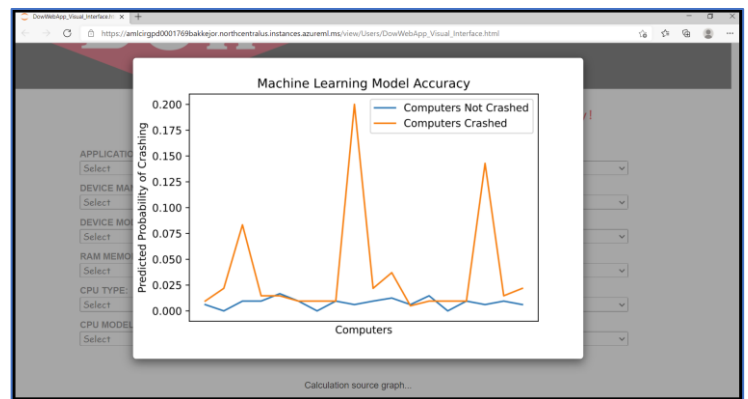 DowWebApp_Visual_Interface.ht
https://amlcirgpd0001769bakkejor.northcentralus.instances.azureml.ms/view/Users/DowWebApp_Visual_Interface.html
Machine Learning Model Accuracy
Computers Not Crashed
Computers Crashed
Predicted Probability of Crashing
0.200
0.175
0.150
0.125
0.100
0.075
0.050
0.025
0.000
Computers
y!
APPLICATIO
Select
DEVICE MAN
Select
DEVICE MOD
Select
RAM MEMO
Select
CPU TYPE:
Select
CPU MODEL
Select
Calculation source graph...